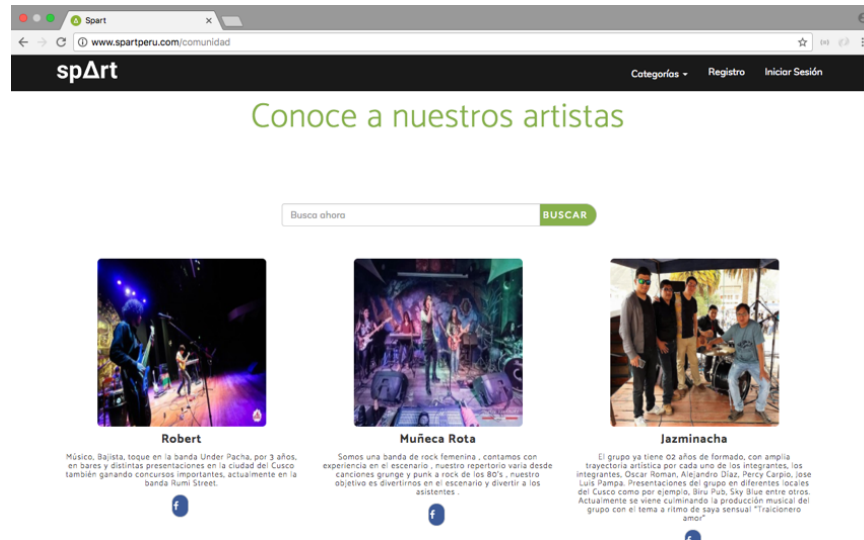 Spart
www.spartperu.com/comunidad
sp∆rt
Categorías
Registro
Iniciar Sesión
Conoce a nuestros artistas
Busca ahora
BUSCAR
Robert
Músico, Bajista, toque en la banda Under Pacha, por 3 años,
en bares y distintas presentaciones en la ciudad del Cusco
también ganando concursos importantes, actualmente en la
banda Rumi Street.
f
Muñeca Rota
Somos una banda de rock femenina , contamos con
experiencia en el escenario , nuestro repertorio varia desde
canciones grunge y punk a rock de los 80's , nuestro
objetivo es divertirnos en el escenario y divertir a los
asistentes .
f
Jazminacha
El grupo ya tiene 02 años de formado, con amplia
trayectoria artística por cada uno de los integrantes, los
integrantes, Oscar Roman, Alejandro Díaz, Percy Carpio, Jose
Luis Pampa. Presentaciones del grupo en diferentes locales
del Cusco como por ejemplo, Biru Pub, Sky Blue entre otros.
Actualmente se viene culminando la producción musical del
grupo con el tema a ritmo de saya sensual "Traicionero
amor"